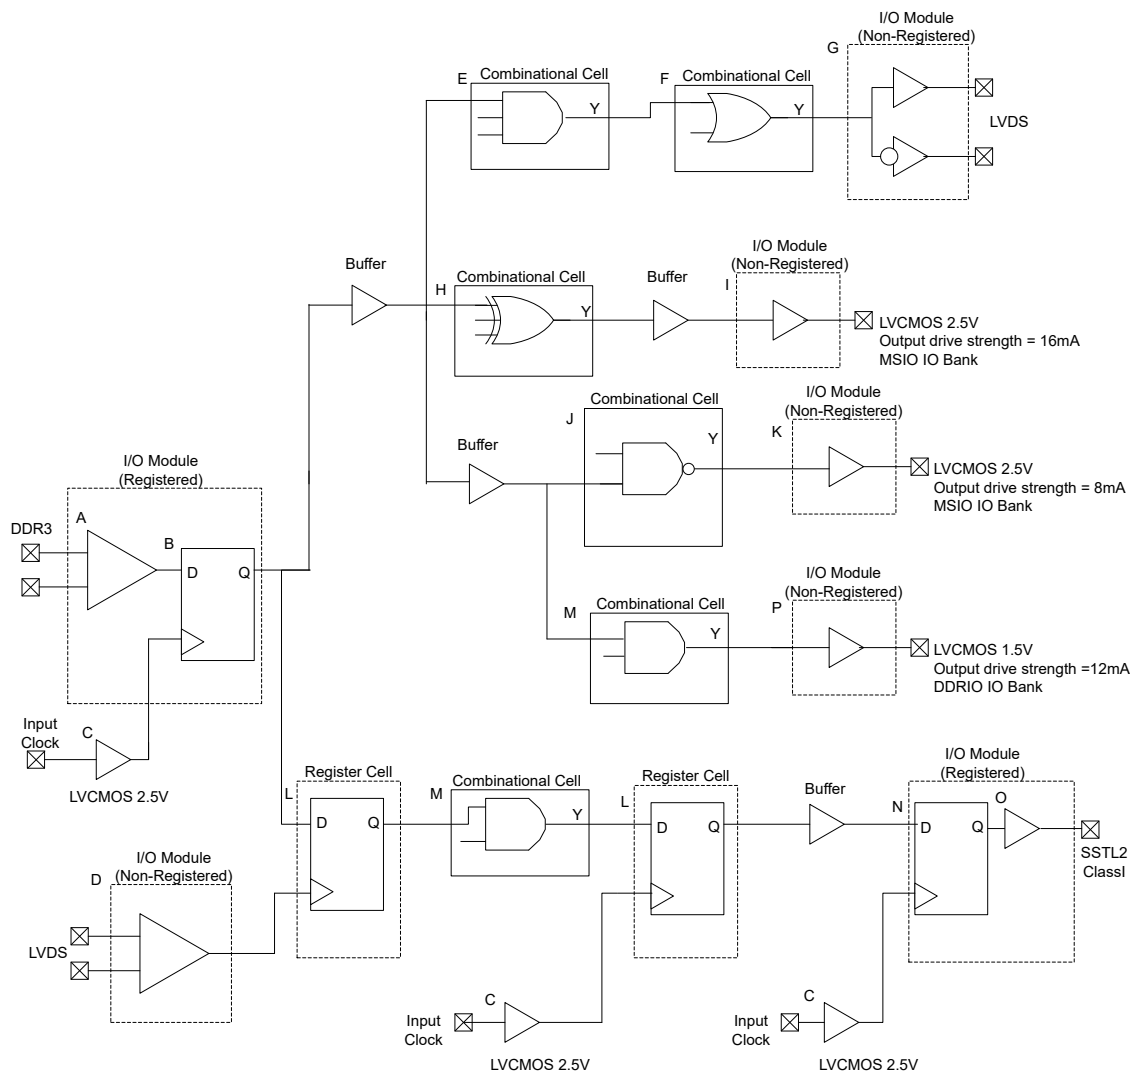 I/O Module
(Non-Registered)
G
E
Combinational Cell
Y
F
Combinational Cell
Y
LVDS
Buffer
H
Combinational Cell
Y
Buffer
I/O Module
(Non-Registered)
I
LVCMOS 2.5V
Output drive strength = 16mA
MSIO IO Bank
Buffer
Combinational Cell
J
Y
I/O Module
(Non-Registered)
K
LVCMOS 2.5V
Output drive strength = 8mA
MSIO IO Bank
I/O Module
(Registered)
DDR3
A
B
D
Q
M
Combinational Cell
Y
I/O Module
(Non-Registered)
P
LVCMOS 1.5V
Output drive strength =12mA
DDRIO IO Bank
Input
Clock
C
LVCMOS 2.5V
Register Cell
L
D
Q
M
Combinational Cell
Y
Register Cell
L
D
Q
Buffer
I/O Module
(Registered)
N
D
Q
O
SSTL2
ClassI
I/O Module
(Non-Registered)
D
LVDS
Input
Clock
C
LVCMOS 2.5V
Input
Clock
C
LVCMOS 2.5V